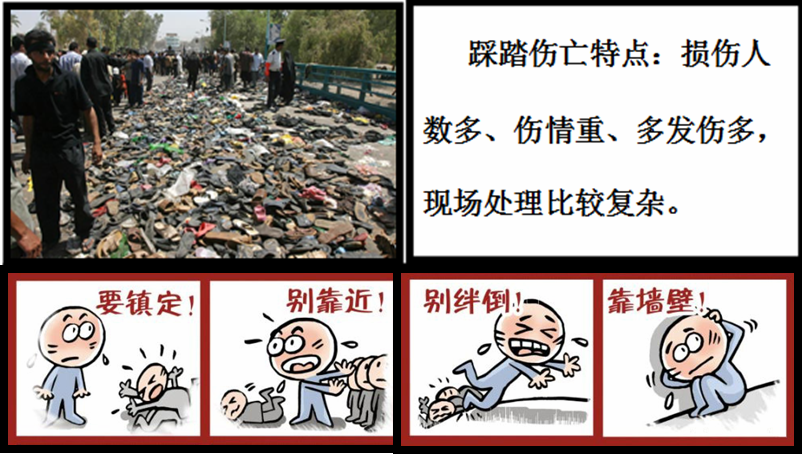 踩踏伤亡特点：损伤人
数多、伤情重、多发伤多，
现场处理比较复杂。
要镇定！
别靠近！
别绊倒！
靠墙壁！